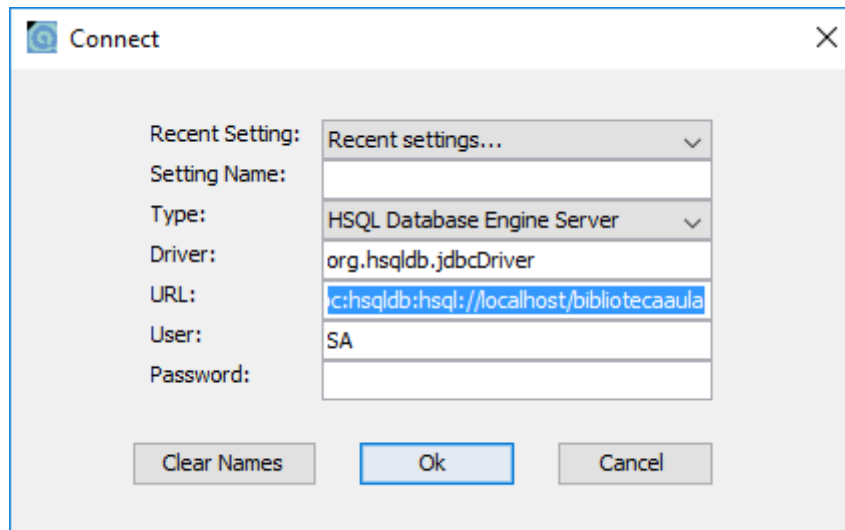 Connect
Recent Setting: Recent settings...
Setting Name:
Type: HSQL Database Engine Server
Driver: org.hsqldb.jdbcDriver
URL: c:hsqldb:hsql://localhost/bibliotecaaula
User: SA
Password:
Clear Names Ok Cancel